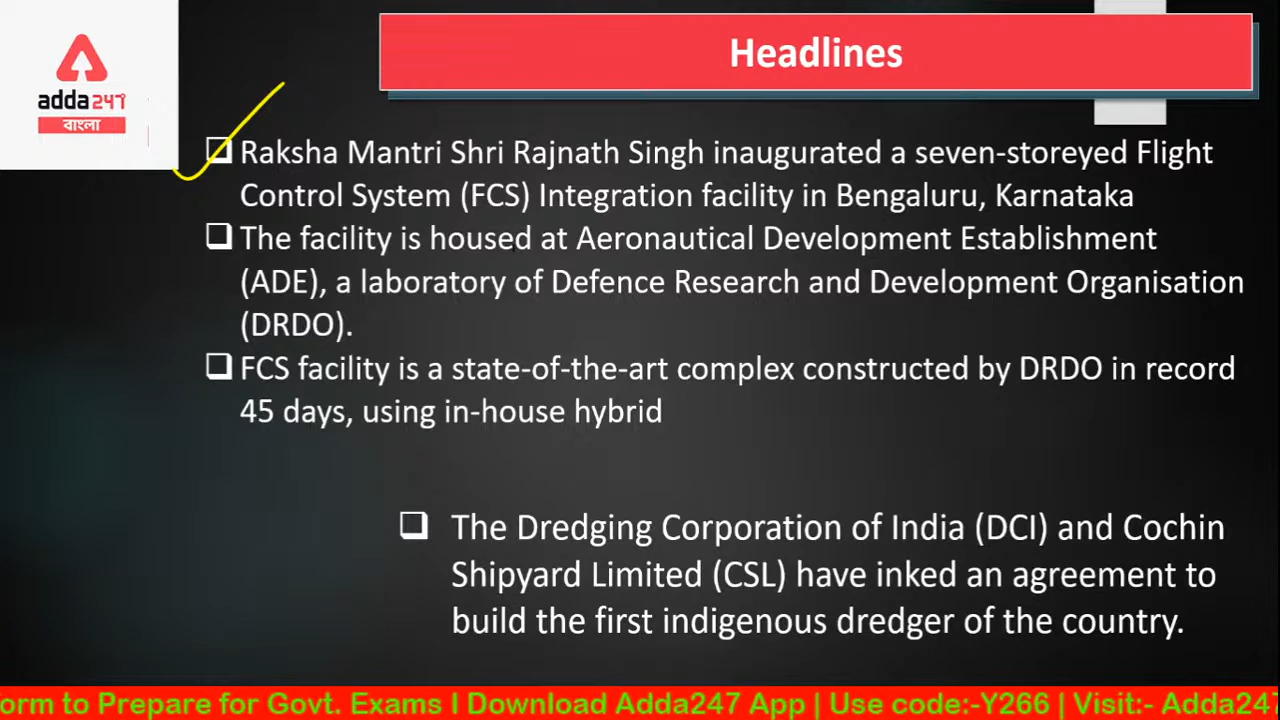 adda247
বাংলা
Headlines
Raksha Mantri Shri Rajnath Singh inaugurated a seven-storeyed Flight
Control System (FCS) Integration facility in Bengaluru, Karnataka
The facility is housed at Aeronautical Development Establishment
(ADE), a laboratory of Defence Research and Development Organisation
(DRDO).
FCS facility is a state-of-the-art complex constructed by DRDO in record
45 days, using in-house hybrid
The Dredging Corporation of India (DCI) and Cochin
Shipyard Limited (CSL) have inked an agreement to
build the first indigenous dredger of the country.
orm to Prepare for Govt. Exams I Download Adda247 App | Use code:-Y266 | Visit:- Adda247